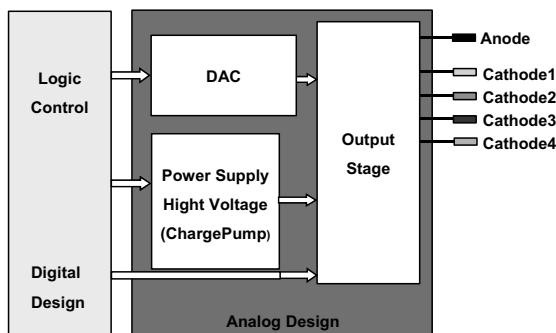 Logic
Control
Digital
Design
DAC
Power Supply
Hight Voltage
(ChargePump)
Output
Stage
Analog Design
Anode
Cathode1
Cathode2
Cathode3
Cathode4